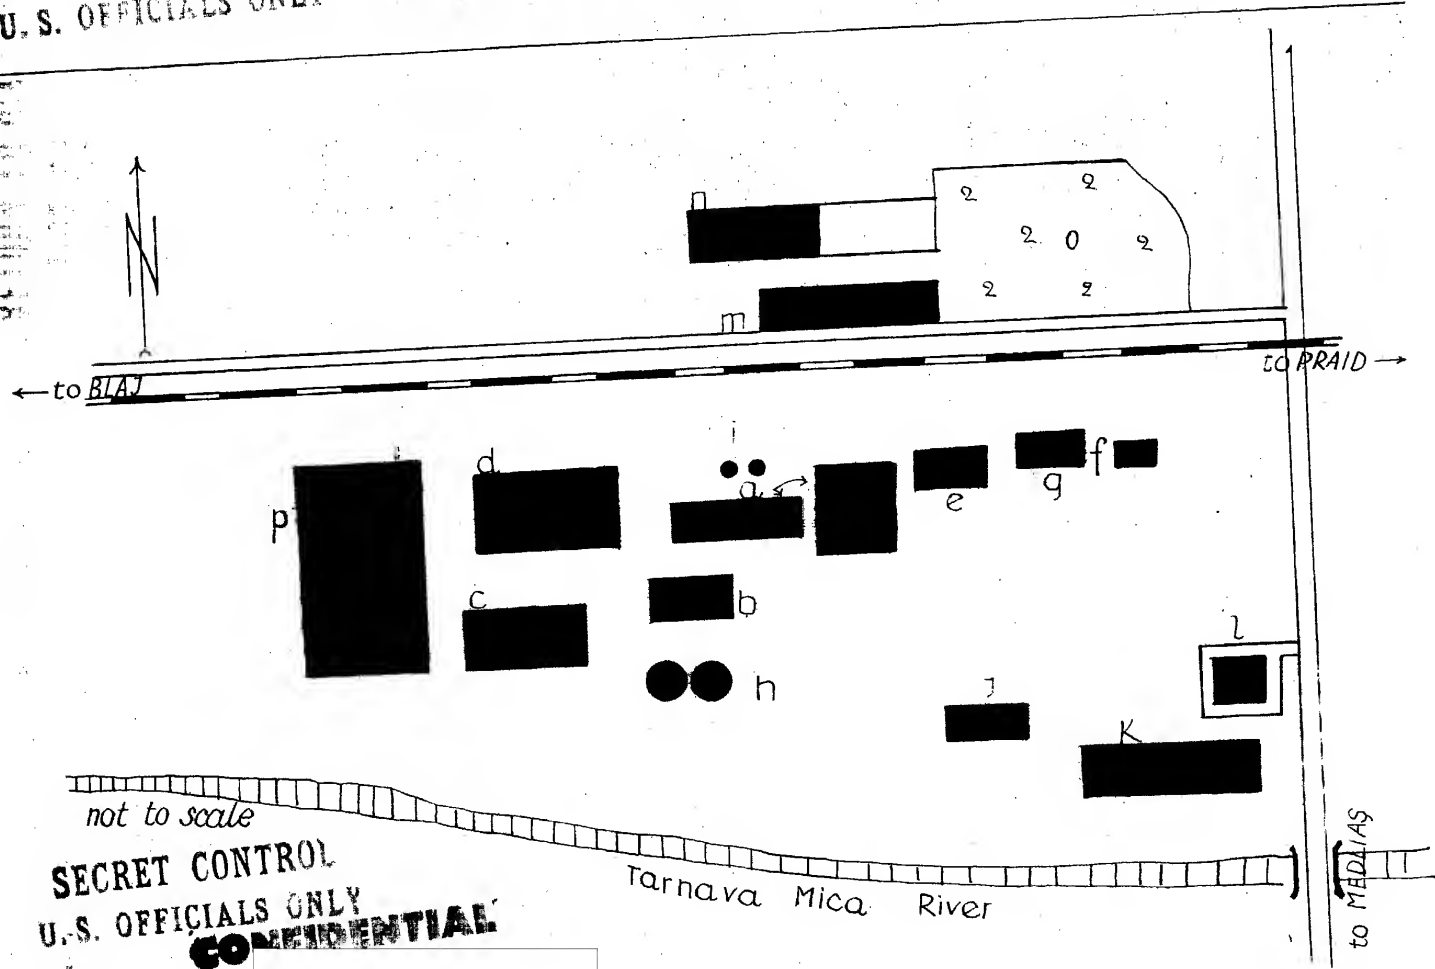 U.S. OFFICIALS ONLY
N
n
2
2
2
O
2
2
2
m
← to BLAJ
to PRAID →
i
d
a
p
e
g
f
c
b
l
h
j
K
not to scale
SECRET CONTROL
U.S. OFFICIALS ONLY
CONFIDENTIAL
Tarnava Mica River
to MEDIAS